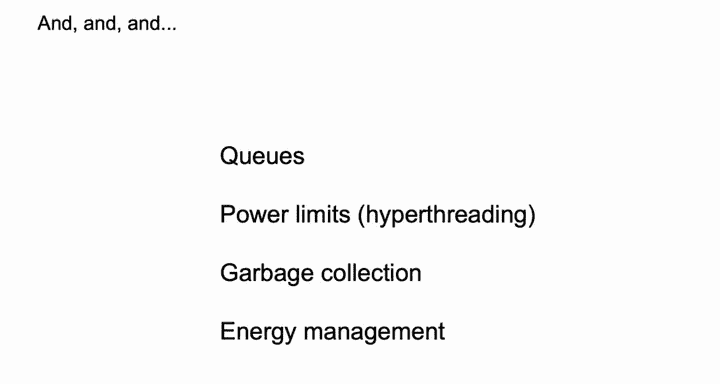 And, and, and...
Queues
Power limits (hyperthreading)
Garbage collection
Energy management